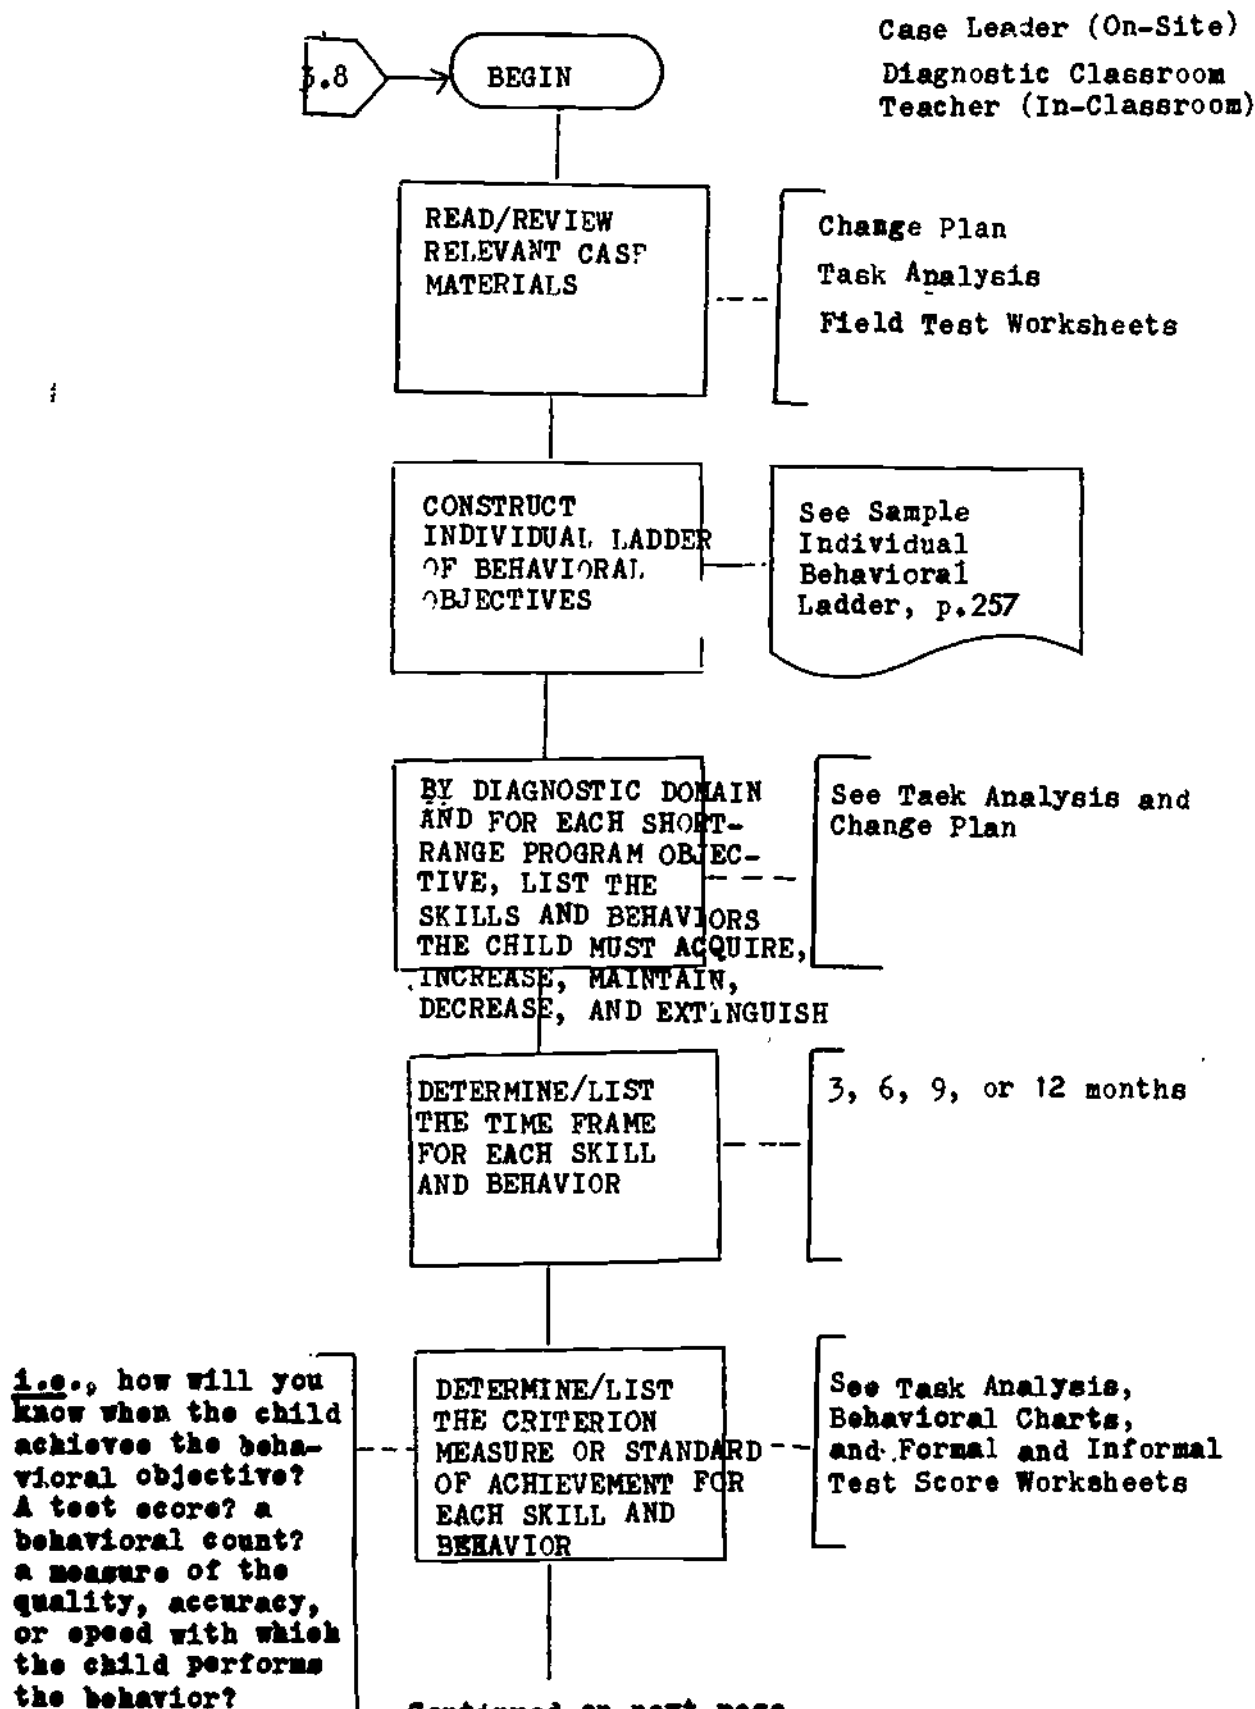 Case Leader (On-Site)
3.8
BEGIN
Diagnostic Classroom
Teacher (In-Classroom)
READ/REVIEW
RELEVANT CASE
MATERIALS
Change Plan
Task Analysis
Field Test Worksheets
CONSTRUCT
INDIVIDUAL LADDER
OF BEHAVIORAL
OBJECTIVES
See Sample
Individual
Behavioral
Ladder, p.257
BY DIAGNOSTIC DOMAIN
AND FOR EACH SHORT-
RANGE PROGRAM OBJEC-
TIVE, LIST THE
SKILLS AND BEHAVIORS
THE CHILD MUST ACQUIRE,
INCREASE, MAINTAIN,
DECREASE, AND EXTINGUISH
See Task Analysis and
Change Plan
DETERMINE/LIST
THE TIME FRAME
FOR EACH SKILL
AND BEHAVIOR
3, 6, 9, or 12 months
i.e., how will you
know when the child
achieves the beha-
vioral objective?
A test score? a
behavioral count?
a measure of the
quality, accuracy,
or speed with which
the child performs
the behavior?
DETERMINE/LIST
THE CRITERION
MEASURE OR STANDARD
OF ACHIEVEMENT FOR
EACH SKILL AND
BEHAVIOR
See Task Analysis,
Behavioral Charts,
and Formal and Informal
Test Score Worksheets
Continued on next page